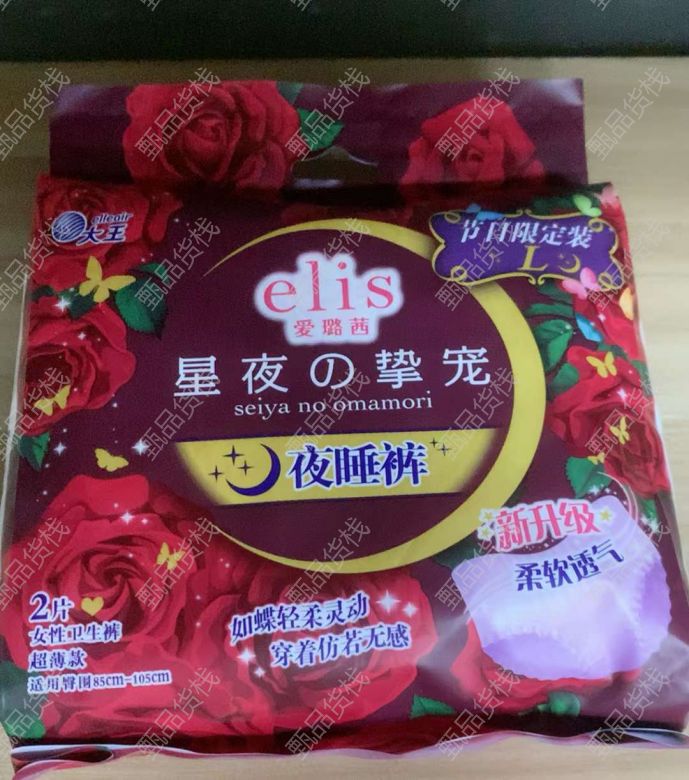 elleair
大王
节日限定装
L
elis
爱璐茜
星夜の挚宠
seiya no omamori
夜睡裤
新升级
柔软透气
2片
女性卫生裤
超薄款
适用臀围85cm-105cm
如蝶轻柔灵动
穿着仿若无感
甄品货栈